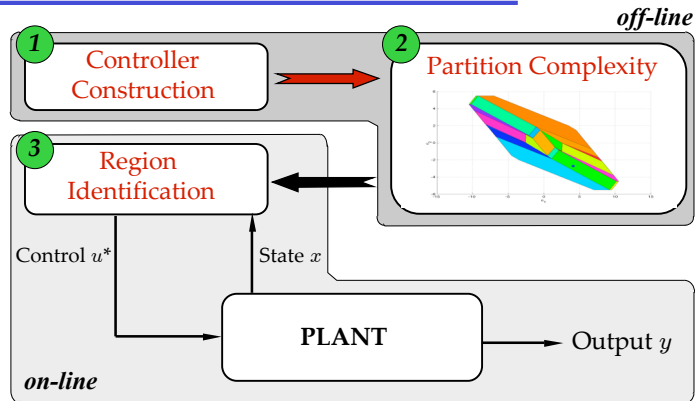 off-line
1
Controller
Construction
2
Partition Complexity
3
Region
Identification
Control u*
State x
PLANT
Output y
on-line